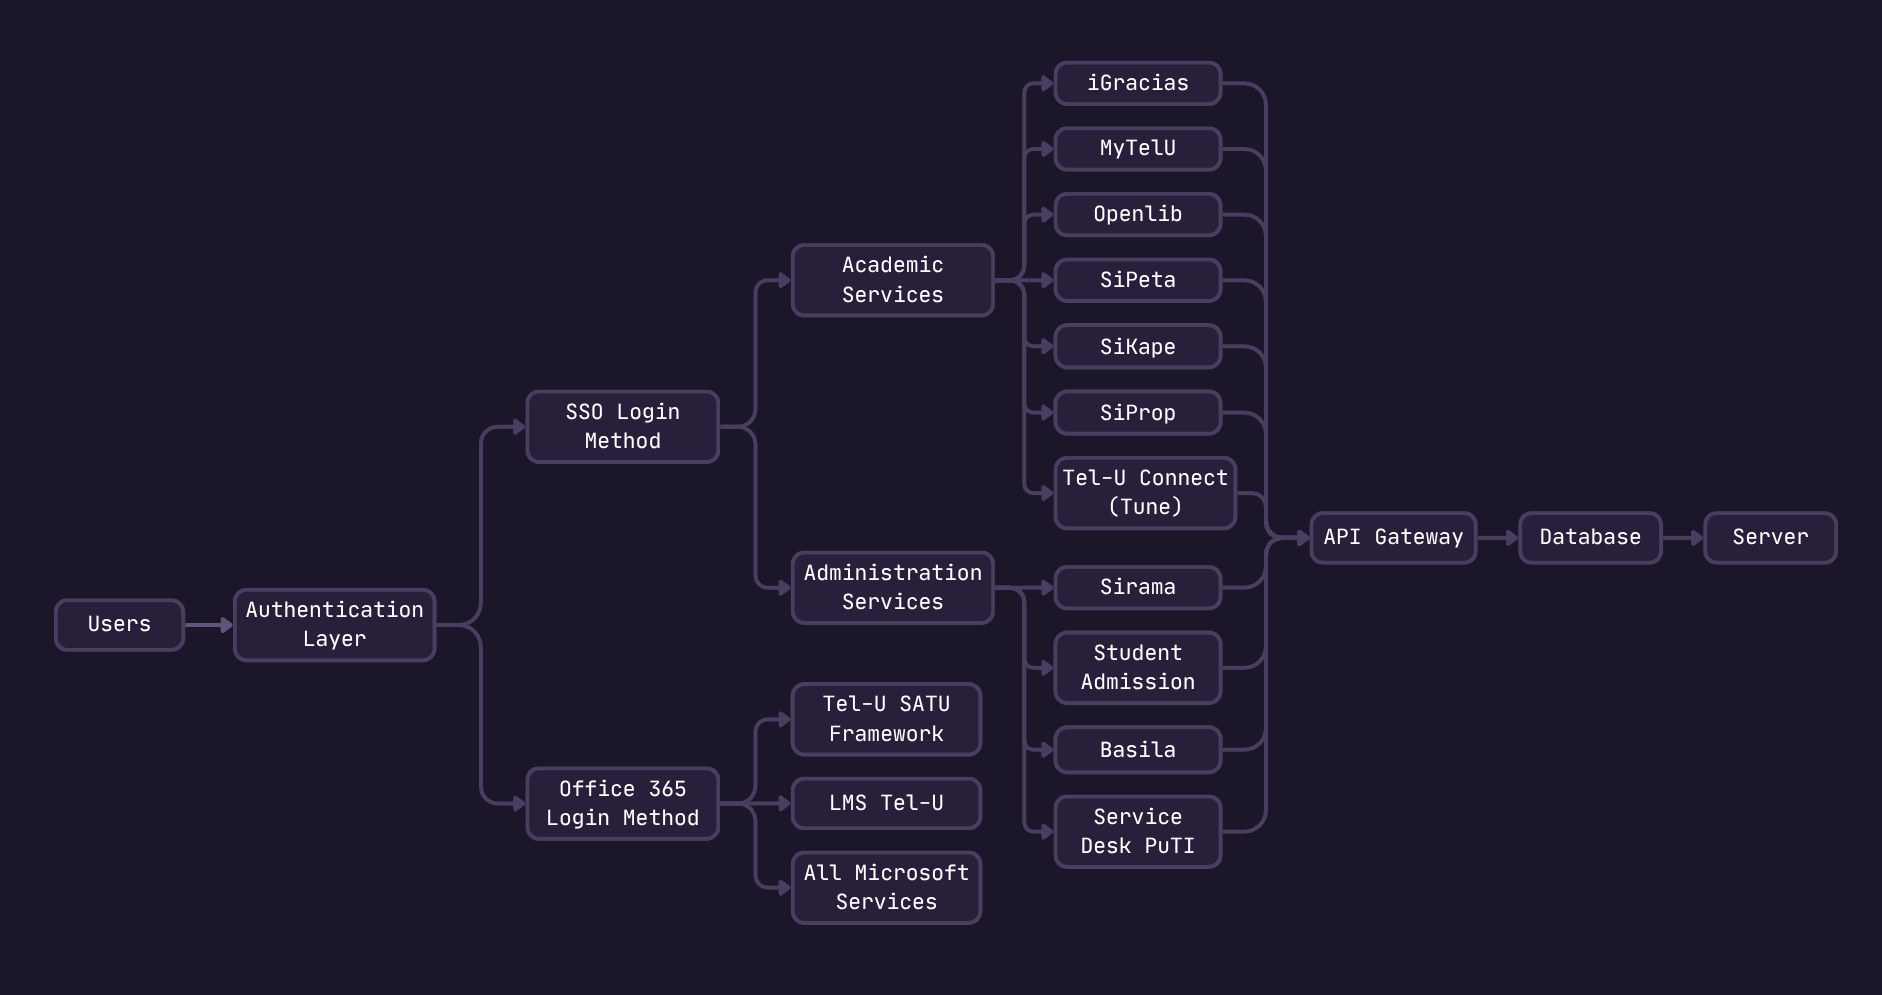 Users
Authentication
Layer
SSO Login
Method
Office 365
Login Method
Academic
Services
Administration
Services
Tel-U SATU
Framework
LMS Tel-U
All Microsoft
Services
iGracias
MyTelU
Openlib
SiPeta
SiKape
SiProp
Tel-U Connect
(Tune)
Sirama
Student
Admission
Basila
Service
Desk PuTI
API Gateway
Database
Server